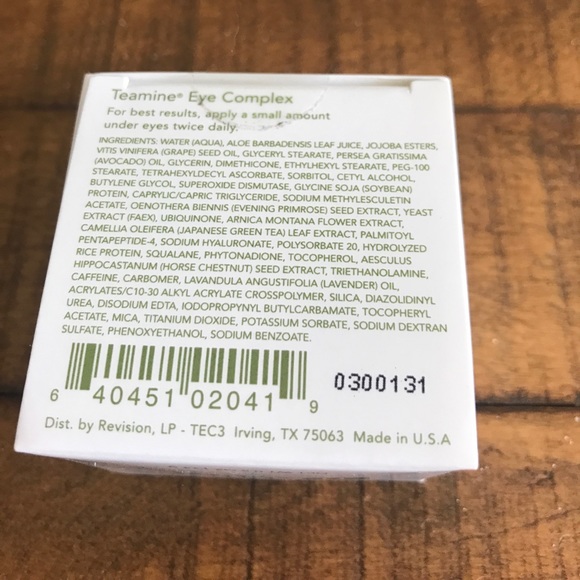 Teamine® Eye Complex
For best results, apply a small amount
under eyes twice daily.
INGREDIENTS: WATER (AQUA), ALOE BARBADENSIS LEAF JUICE, JOJOBA ESTERS,
VITIS VINIFERA (GRAPE) SEED OIL, GLYCERYL STEARATE, PERSEA GRATISSIMA
(AVOCADO) OIL, GLYCERIN, DIMETHICONE, ETHYLHEXYL STEARATE, PEG-100
STEARATE, TETRAHEXYLDECYL ASCORBATE, SORBITOL, CETYL ALCOHOL,
BUTYLENE GLYCOL, SUPEROXIDE DISMUTASE, GLYCINE SOJA (SOYBEAN)
PROTEIN, CAPRYLIC/CAPRIC TRIGLYCERIDE, SODIUM METHYLESCULETIN
ACETATE, OENOTHERA BIENNIS (EVENING PRIMROSE) SEED EXTRACT, YEAST
EXTRACT (FAEX), UBIQUINONE, ARNICA MONTANA FLOWER EXTRACT,
CAMELLIA OLEIFERA (JAPANESE GREEN TEA) LEAF EXTRACT, PALMITOYL
PENTAPEPTIDE-4, SODIUM HYALURONATE, POLYSORBATE 20, HYDROLYZED
RICE PROTEIN, SQUALANE, PHYTONADIONE, TOCOPHEROL, AESCULUS
HIPPOCASTANUM (HORSE CHESTNUT) SEED EXTRACT, TRIETHANOLAMINE,
CAFFEINE, CARBOMER, LAVANDULA ANGUSTIFOLIA (LAVENDER) OIL,
ACRYLATES/C10-30 ALKYL ACRYLATE CROSSPOLYMER, SILICA, DIAZOLIDINYL
UREA, DISODIUM EDTA, IODOPROPYNYL BUTYLCARBAMATE, TOCOPHERYL
ACETATE, MICA, TITANIUM DIOXIDE, POTASSIUM SORBATE, SODIUM DEXTRAN
SULFATE, PHENOXYETHANOL, SODIUM BENZOATE.
0300131
6 40451 02041 9
Dist. by Revision, LP - TEC3 Irving, TX 75063 Made in U.S.A